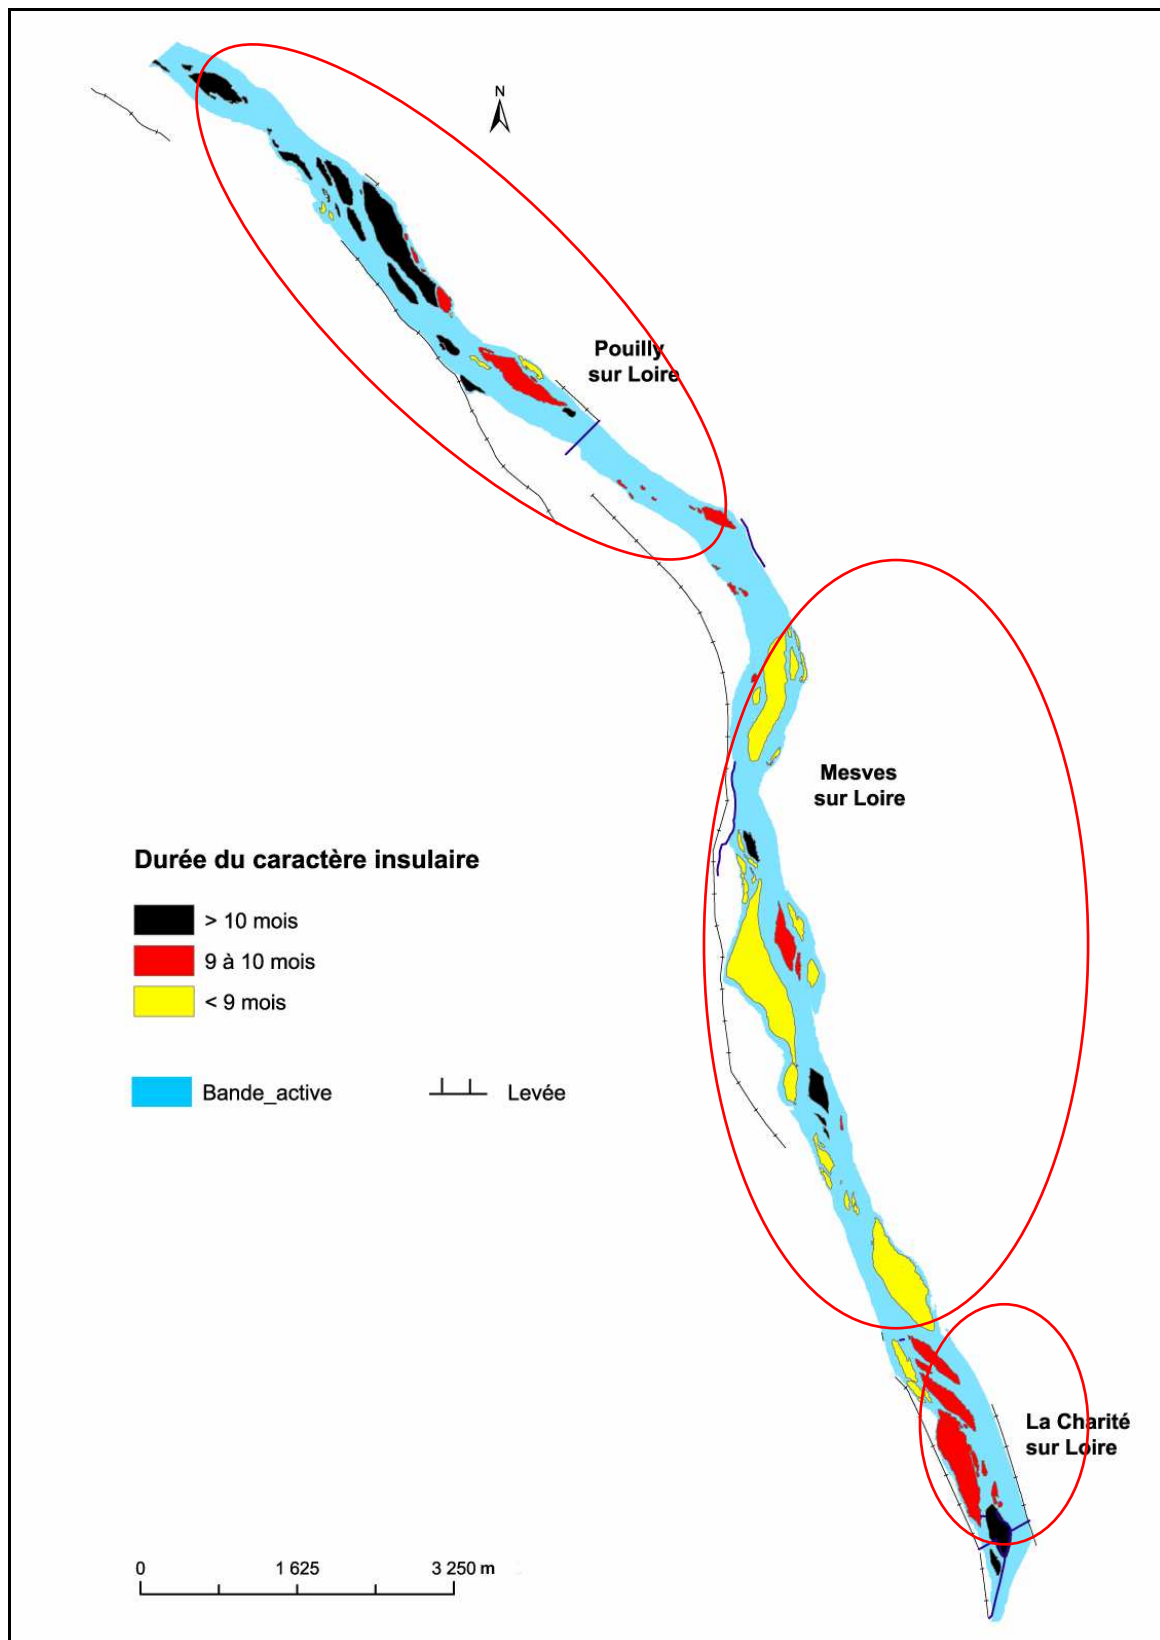 N
Pouilly
sur Loire
Mesves
sur Loire
Durée du caractère insulaire
> 10 mois
9 à 10 mois
< 9 mois
Bande_active
Levée
La Charité
sur Loire
0 1 625 3 250 m